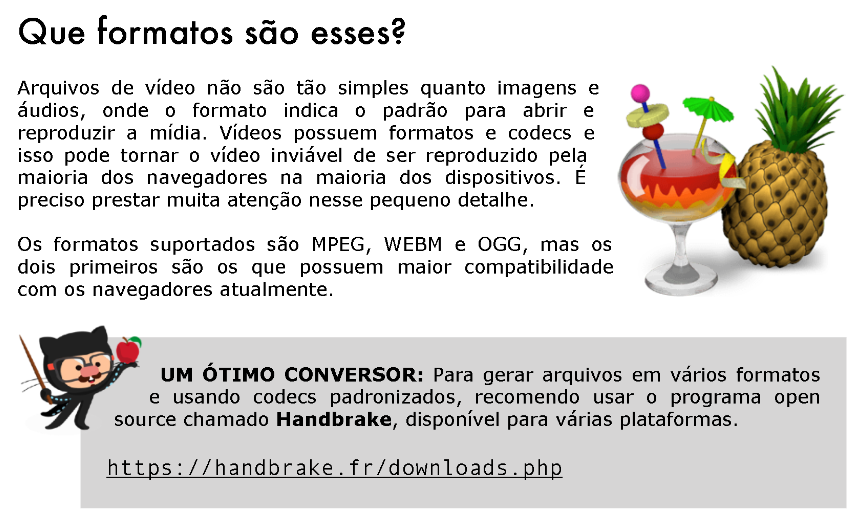 Que formatos são esses?
Arquivos de vídeo não são tão simples quanto imagens e
áudios, onde o formato indica o padrão para abrir e
reproduzir a mídia. Vídeos possuem formatos e codecs e
isso pode tornar o vídeo inviável de ser reproduzido pela
maioria dos navegadores na maioria dos dispositivos. É
preciso prestar muita atenção nesse pequeno detalhe.
Os formatos suportados são MPEG, WEBM e OGG, mas os
dois primeiros são os que possuem maior compatibilidade
com os navegadores atualmente.
UM ÓTIMO CONVERSOR: Para gerar arquivos em vários formatos
e usando codecs padronizados, recomendo usar o programa open
source chamado Handbrake, disponível para várias plataformas.
https://handbrake.fr/downloads.php